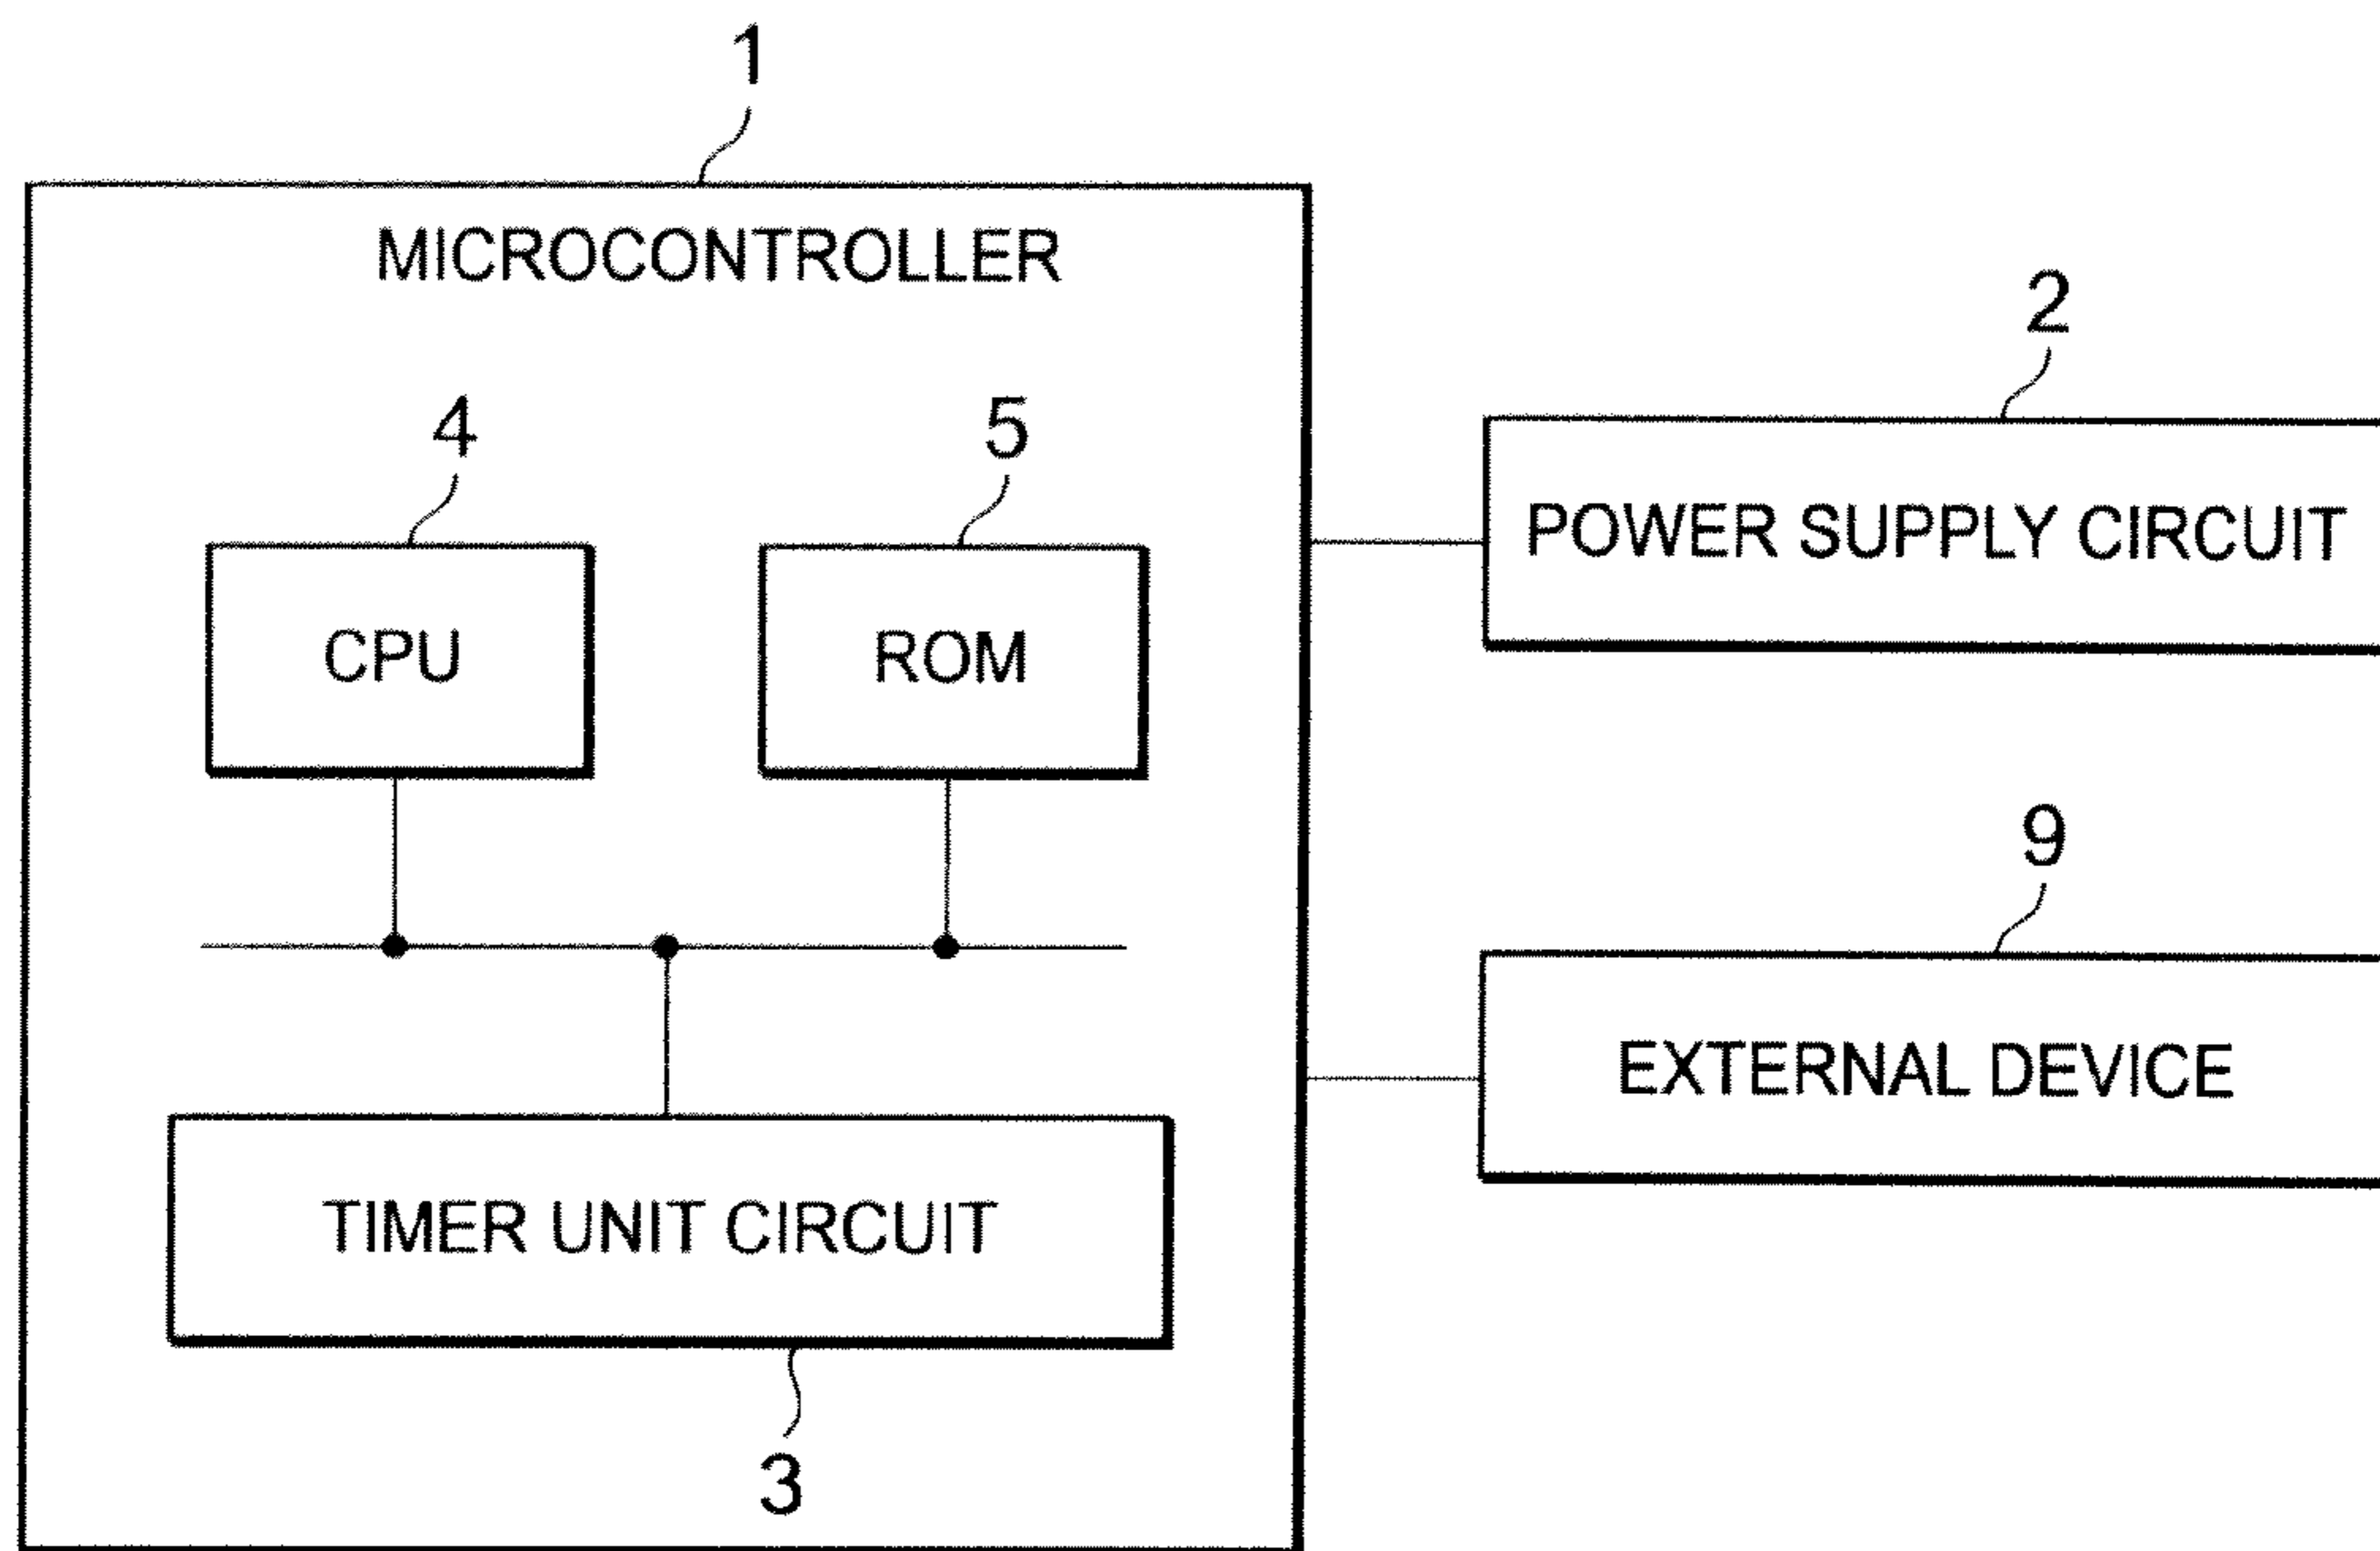 1
MICROCONTROLLER
2
4
5
POWER SUPPLY CIRCUIT
CPU
ROM
9
EXTERNAL DEVICE
TIMER UNIT CIRCUIT
3